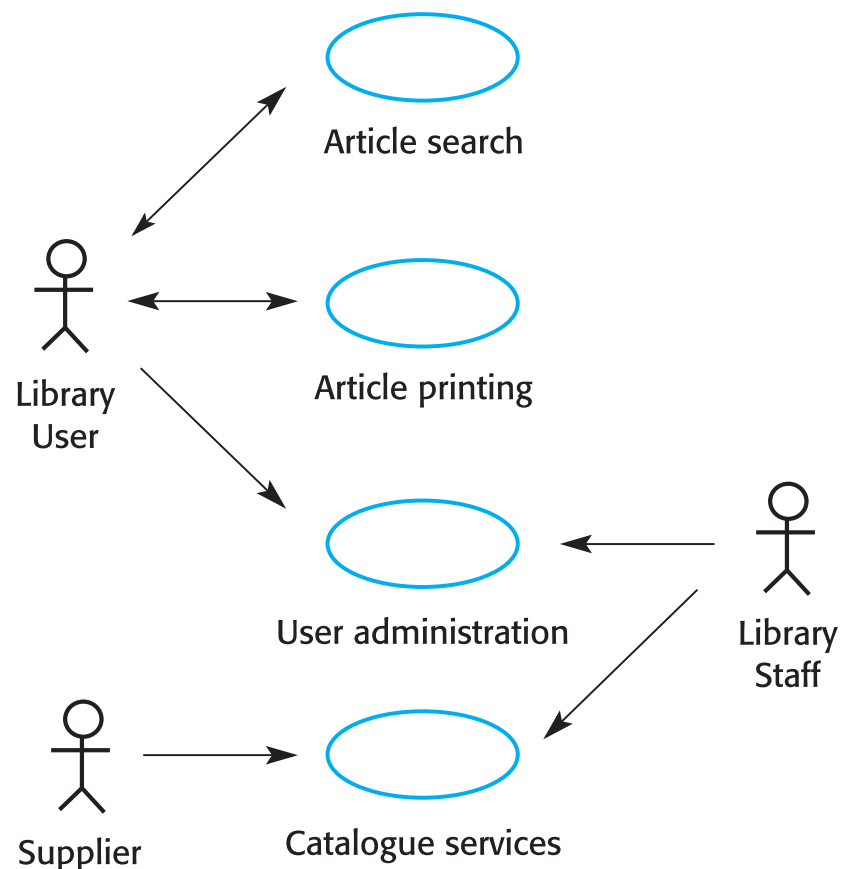 Article search
Article printing
Library
User
User administration
Library
Staff
Catalogue services
Supplier